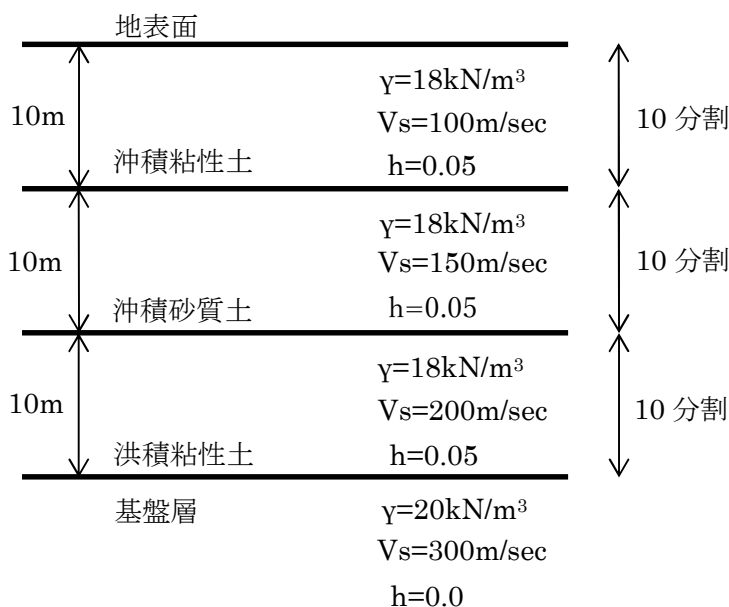 地表面
γ=18kN/m³
10m
Vs=100m/sec
10 分割
沖積粘性土
h=0.05
γ=18kN/m³
10m
Vs=150m/sec
10 分割
沖積砂質土
h=0.05
γ=18kN/m³
10m
Vs=200m/sec
10 分割
洪積粘性土
h=0.05
基盤層
γ=20kN/m³
Vs=300m/sec
h=0.0